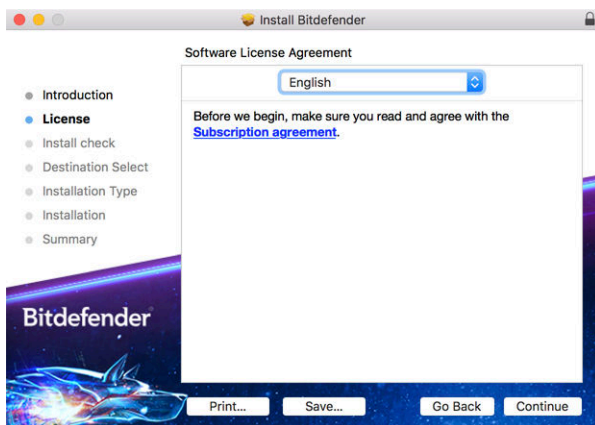 Install Bitdefender
Software License Agreement
English
Introduction
License
Install check
Destination Select
Installation Type
Installation
Summary
Before we begin, make sure you read and agree with the
Subscription agreement.
Bitdefender
Print...
Save...
Go Back
Continue